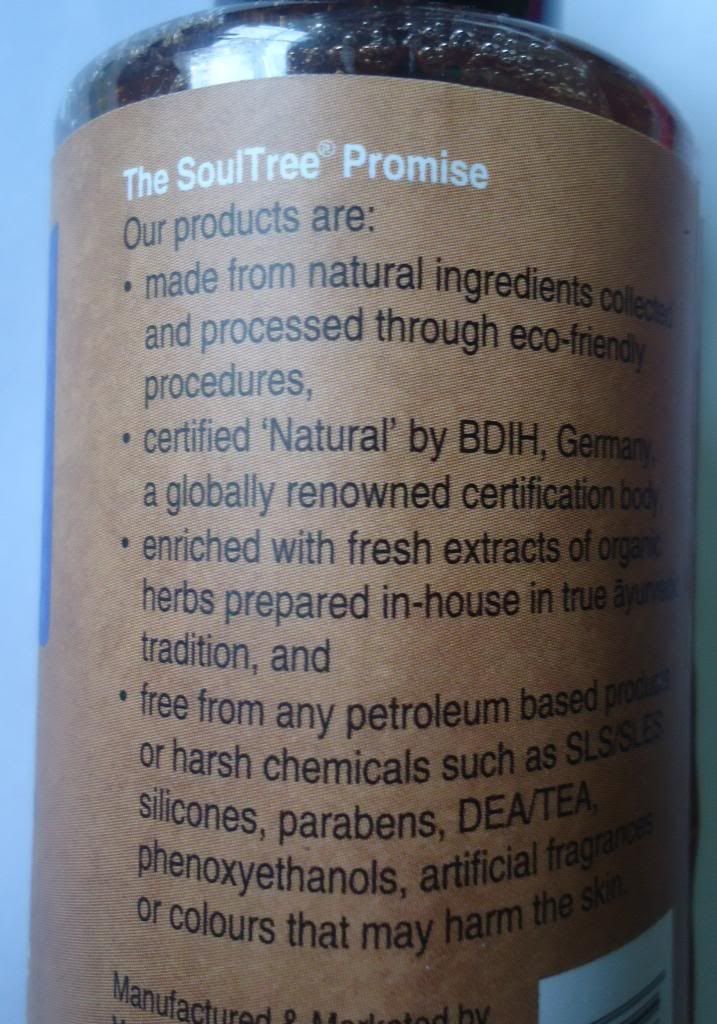 The SoulTree® Promise
Our products are:
• made from natural ingredients collected
and processed through eco-friendly
procedures,
• certified 'Natural' by BDIH, Germany,
a globally renowned certification body
• enriched with fresh extracts of organic
herbs prepared in-house in true āyurvedic
tradition, and
• free from any petroleum based products
or harsh chemicals such as SLS/SLES
silicones, parabens, DEA/TEA,
phenoxyethanols, artificial fragrances
or colours that may harm the skin.
Manufactured & Marketed by